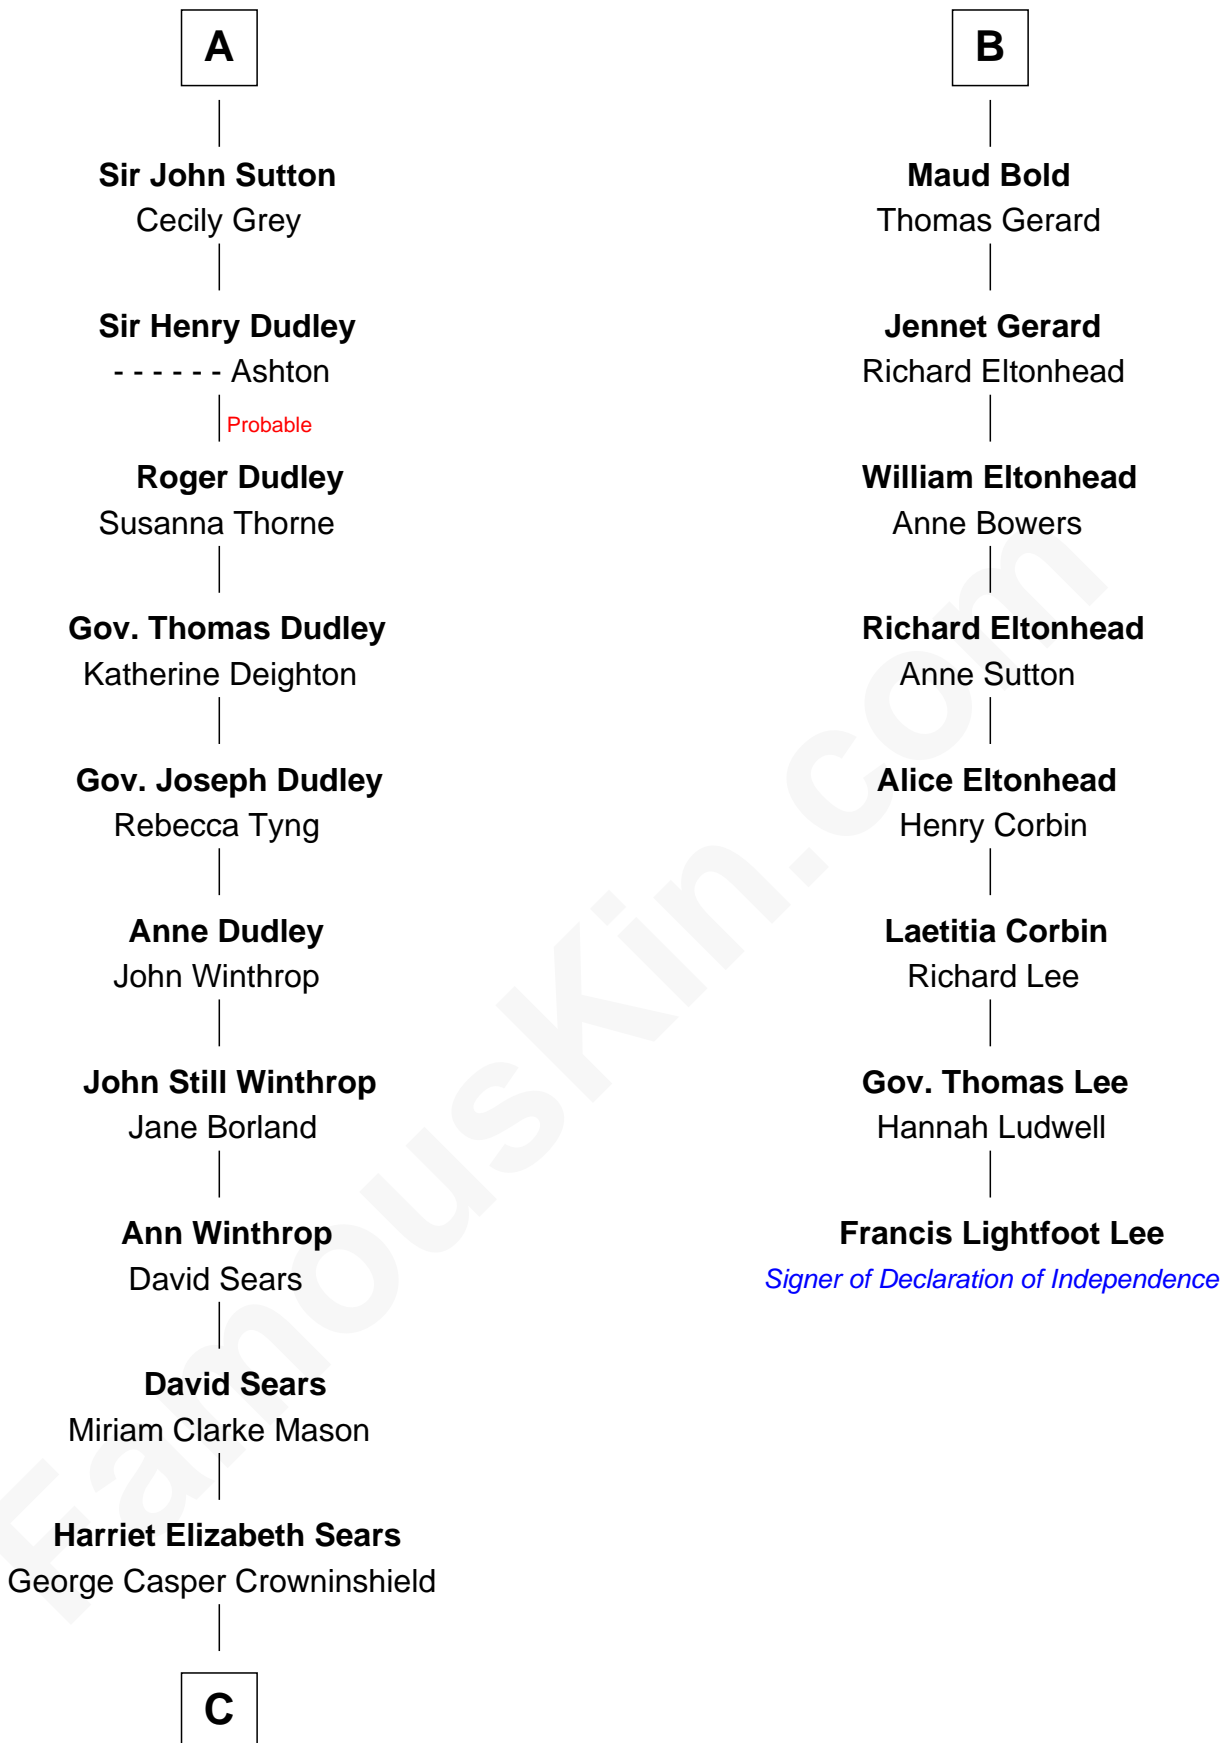 A
Sir John Sutton
Cecily Grey
Sir Henry Dudley
- - - - - - Ashton
Probable
Roger Dudley
Susanna Thorne
Gov. Thomas Dudley
Katherine Deighton
Gov. Joseph Dudley
Rebecca Tyng
Anne Dudley
John Winthrop
John Still Winthrop
Jane Borland
Ann Winthrop
David Sears
David Sears
Miriam Clarke Mason
Harriet Elizabeth Sears
George Casper Crowninshield
C
B
Maud Bold
Thomas Gerard
Jennet Gerard
Richard Eltonhead
William Eltonhead
Anne Bowers
Richard Eltonhead
Anne Sutton
Alice Eltonhead
Henry Corbin
Laetitia Corbin
Richard Lee
Gov. Thomas Lee
Hannah Ludwell
Francis Lightfoot Lee
Signer of Declaration of Independence
FamousKin.com